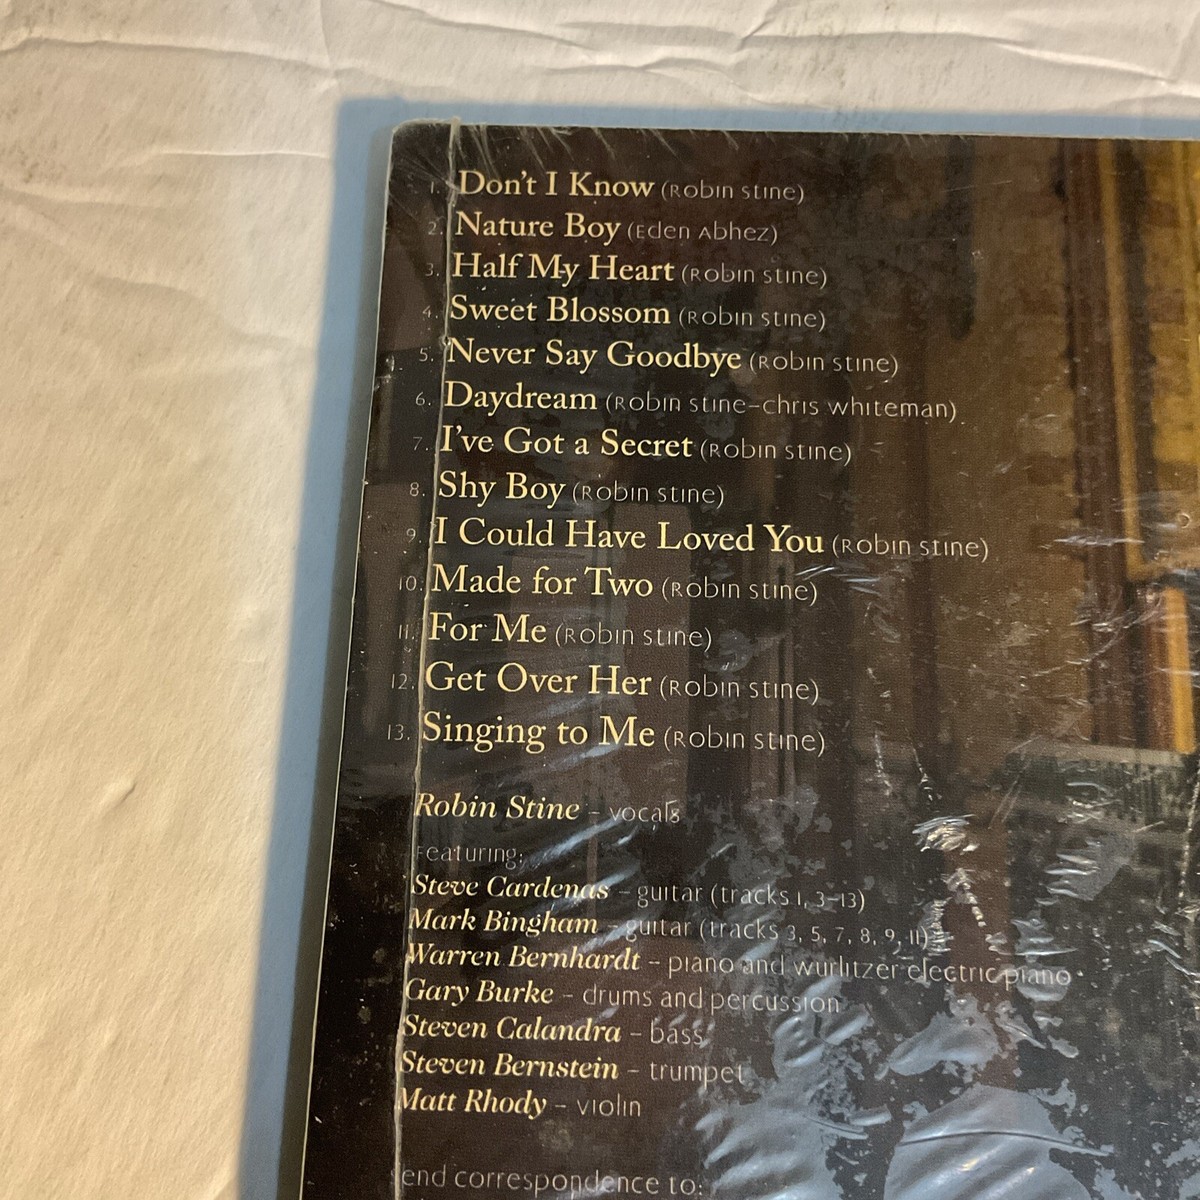 1. Don't I Know (Robin Stine)
2. Nature Boy (Eden Abhez)
3. Half My Heart (Robin Stine)
4. Sweet Blossom (Robin Stine)
5. Never Say Goodbye (Robin Stine)
6. Daydream (Robin Stine-Chris Whiteman)
7. I've Got a Secret (Robin Stine)
8. Shy Boy (Robin Stine)
9. I Could Have Loved You (Robin Stine)
10. Made for Two (Robin Stine)
11. For Me (Robin Stine)
12. Get Over Her (Robin Stine)
13. Singing to Me (Robin Stine)
Robin Stine - vocals
Featuring:
Steve Cardenas - guitar (tracks 1, 3-13)
Mark Bingham - guitar (tracks 3, 5, 7, 8, 9, 11)
Warren Bernhardt - piano and wurlitzer electric piano
Gary Burke - drums and percussion
Steven Calandra - bass
Steven Bernstein - trumpet
Matt Rhody - violin
Send correspondence to: